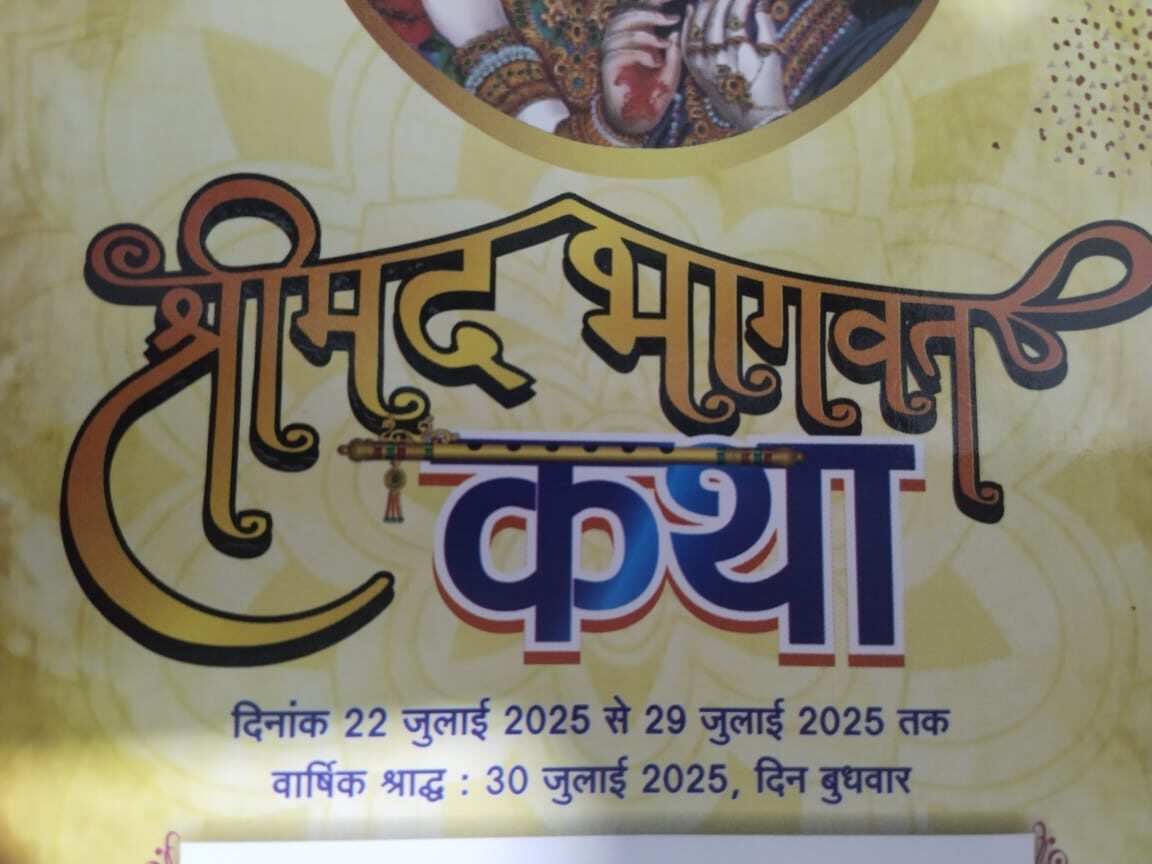 श्रीमद भागवत
कथा
दिनांक 22 जुलाई 2025 से 29 जुलाई 2025 तक
वार्षिक श्राद्ध : 30 जुलाई 2025, दिन बुधवार